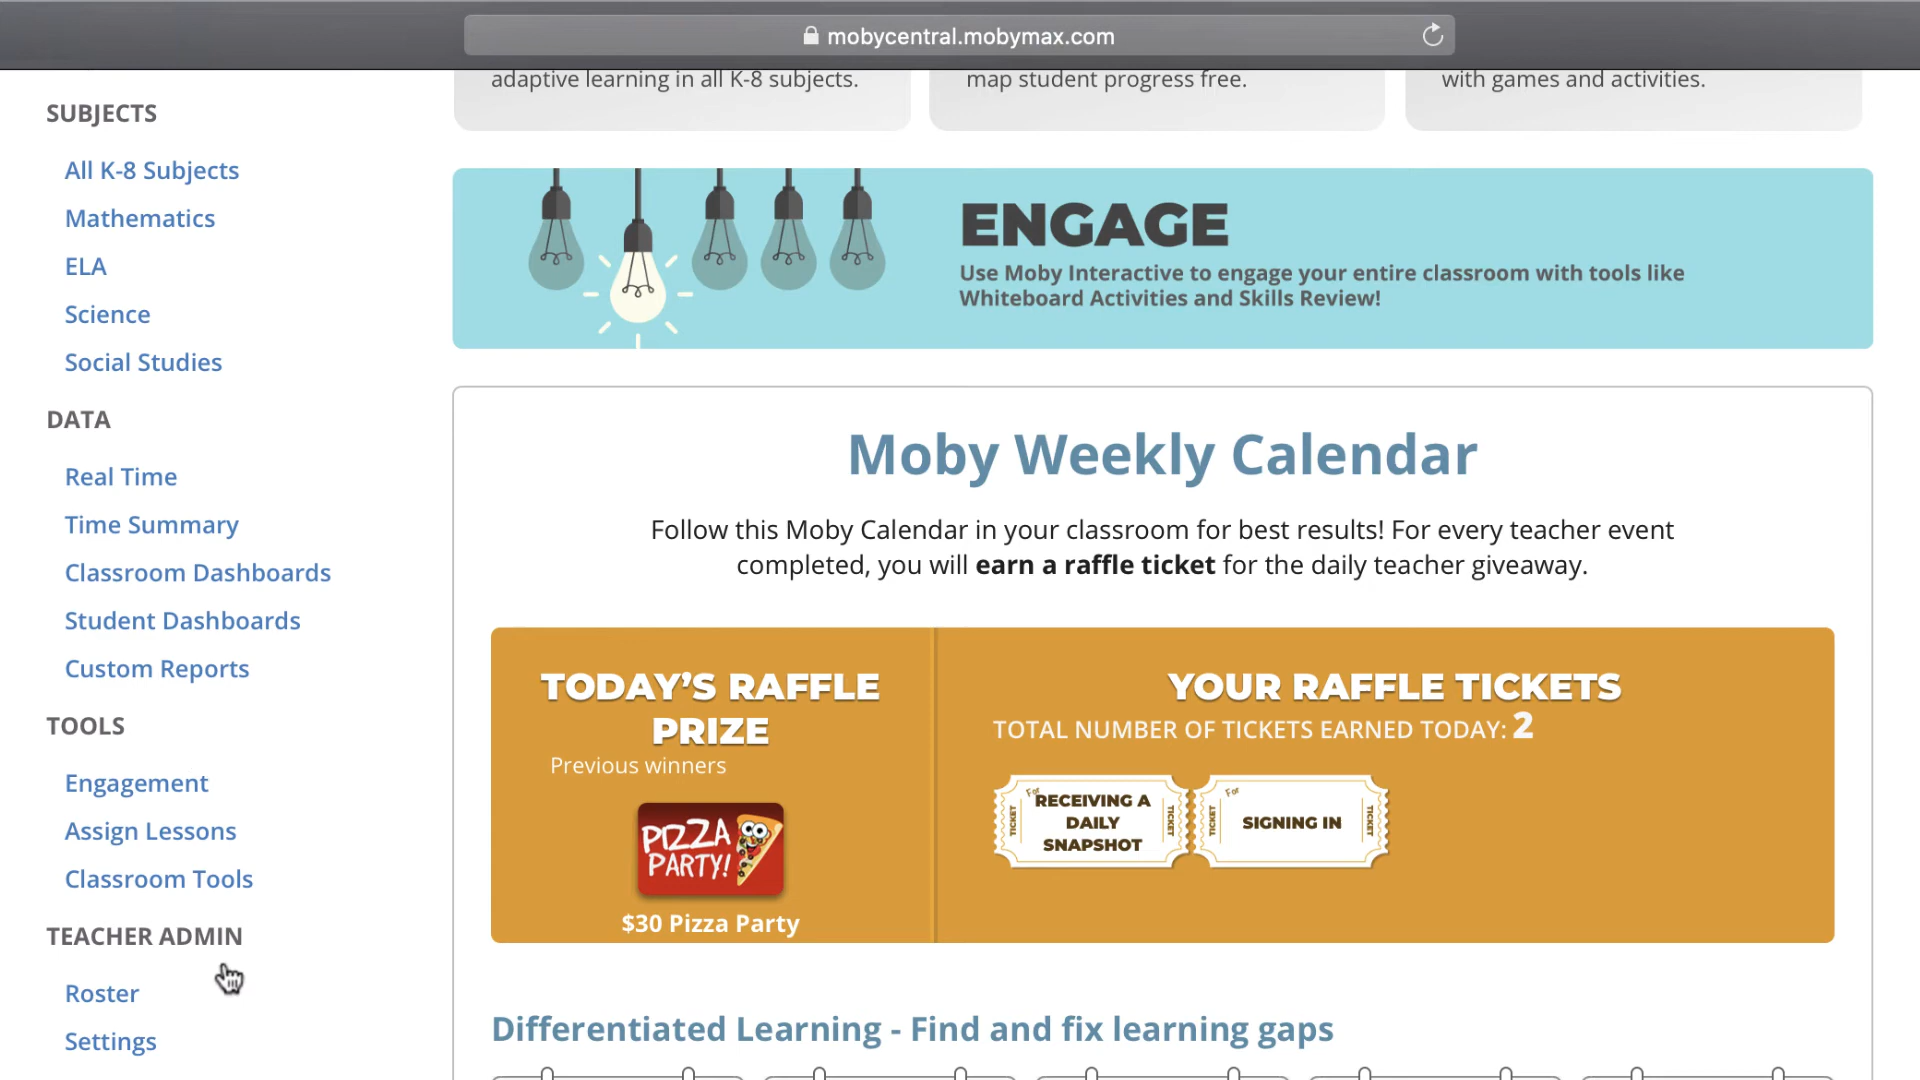 mobycentral.mobymax.com
adaptive learning in all K-8 subjects.
map student progress free.
with games and activities.
SUBJECTS
All K-8 Subjects
Mathematics
ELA
Science
Social Studies
DATA
Real Time
Time Summary
Classroom Dashboards
Student Dashboards
Custom Reports
TOOLS
Engagement
Assign Lessons
Classroom Tools
TEACHER ADMIN
Roster
Settings
ENGAGE
Use Moby Interactive to engage your entire classroom with tools like
Whiteboard Activities and Skills Review!
Moby Weekly Calendar
Follow this Moby Calendar in your classroom for best results! For every teacher event
completed, you will earn a raffle ticket for the daily teacher giveaway.
TODAY'S RAFFLE
PRIZE
Previous winners
PIZZA
PARTY!
$30 Pizza Party
YOUR RAFFLE TICKETS
TOTAL NUMBER OF TICKETS EARNED TODAY: 2
TICKET
For
RECEIVING A
DAILY
SNAPSHOT
TICKET
TICKET
For
SIGNING IN
TICKET
Differentiated Learning - Find and fix learning gaps